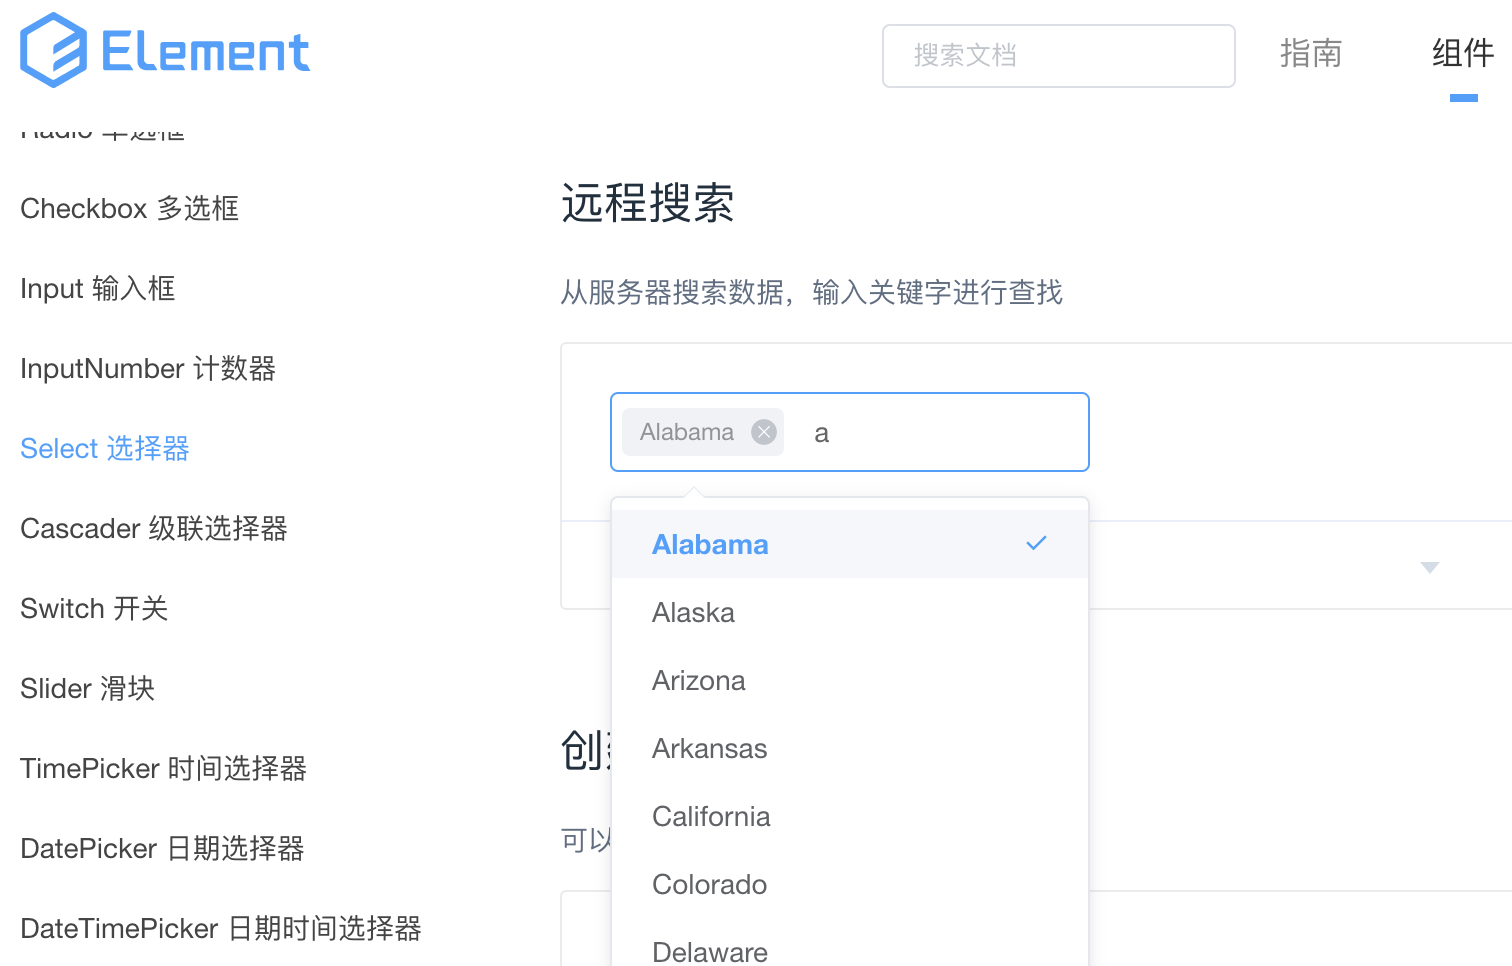 Element
搜索文档
指南
组件
Radio 单选框
Checkbox 多选框
Input 输入框
InputNumber 计数器
Select 选择器
Cascader 级联选择器
Switch 开关
Slider 滑块
TimePicker 时间选择器
DatePicker 日期选择器
DateTimePicker 日期时间选择器
远程搜索
从服务器搜索数据，输入关键字进行查找
Alabama
a
Alabama
Alaska
Arizona
Arkansas
California
Colorado
Delaware
创
可以